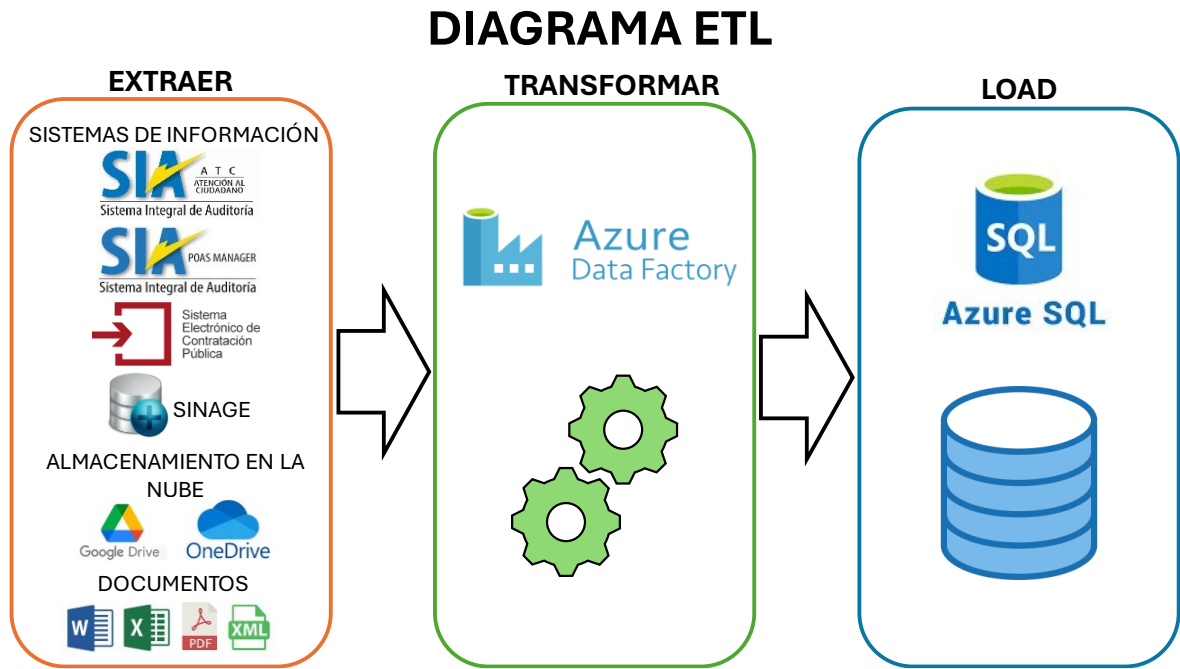 DIAGRAMA ETL
EXTRAER
SISTEMAS DE INFORMACIÓN
SIA
A T C
ATENCIÓN AL
CIUDADANO
Sistema Integral de Auditoría
SIA
POAS MANAGER
Sistema Integral de Auditoría
Sistema
Electrónico de
Contratación
Pública
SINAGE
ALMACENAMIENTO EN LA
NUBE
Google Drive
OneDrive
DOCUMENTOS
W
X
PDF
XML
TRANSFORMAR
Azure
Data Factory
LOAD
SQL
Azure SQL